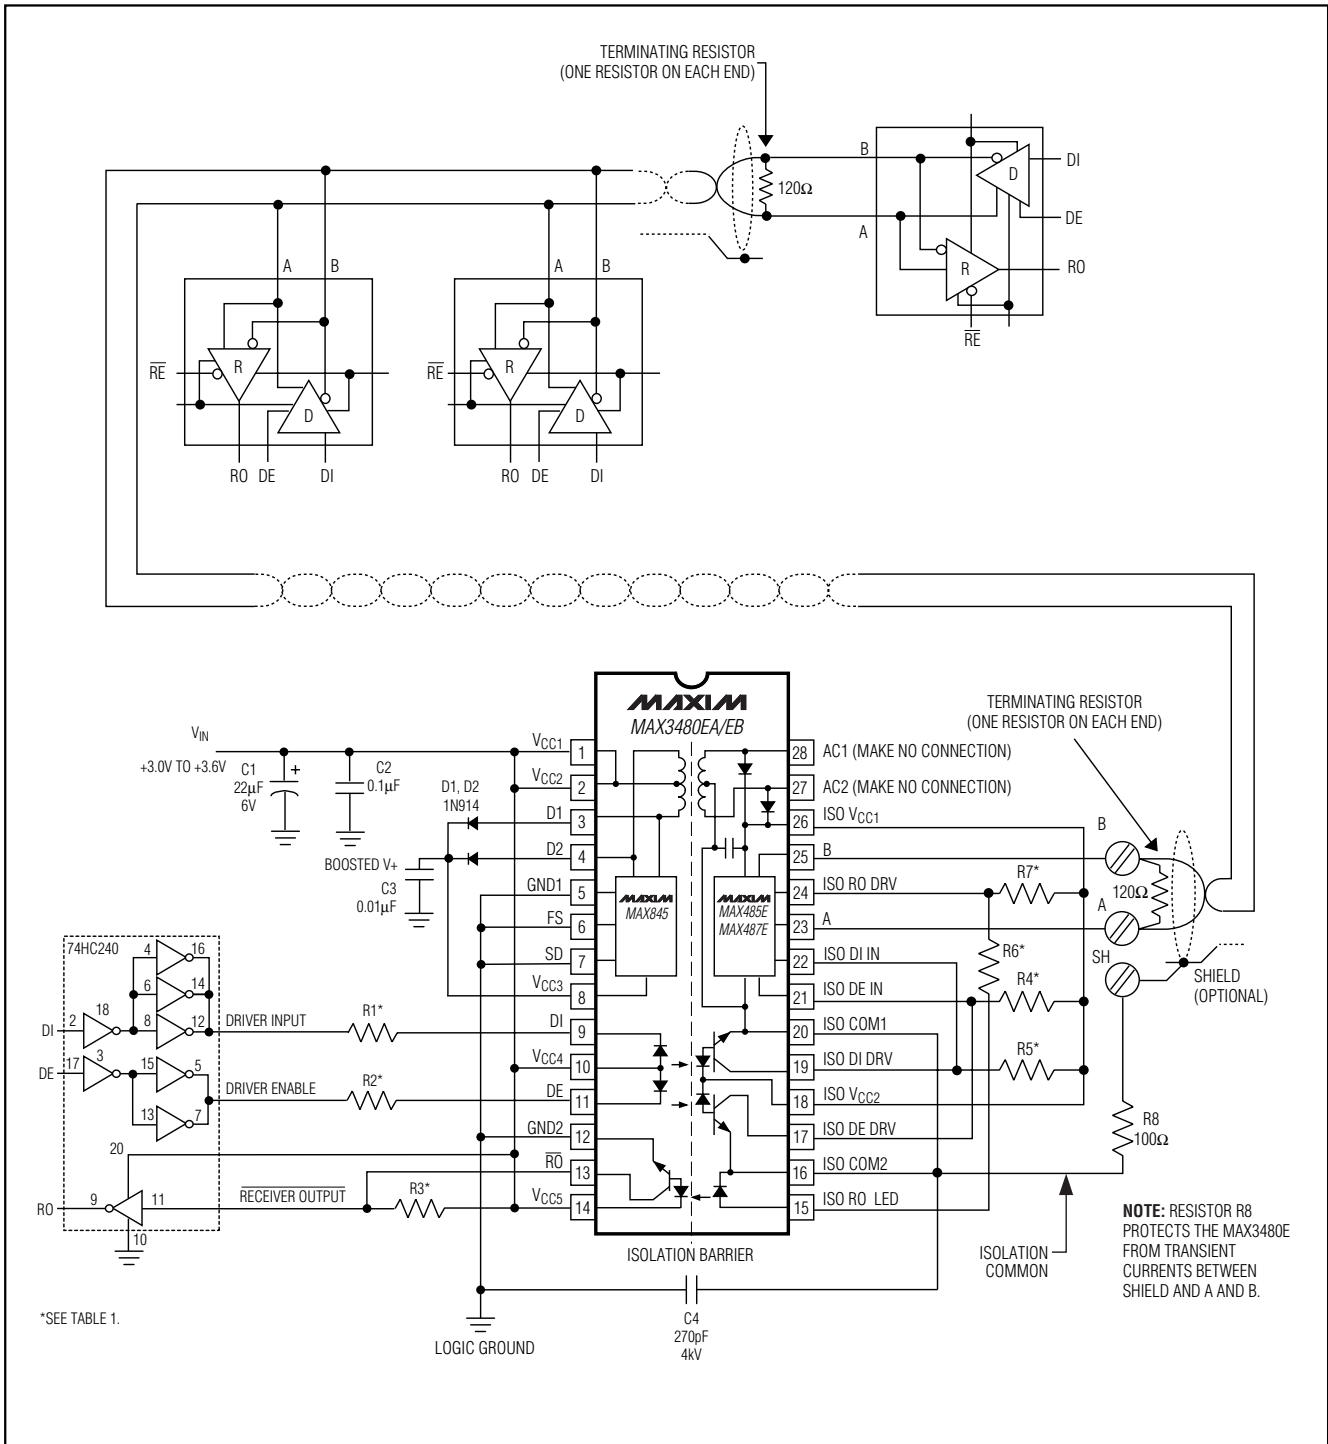 TERMINATING RESISTOR
(ONE RESISTOR ON EACH END)
B
DI
D
120Ω
DE
A
R
RO
RE
A B
A B
RE
R
D
RO DE DI
RE
R
D
RO DE DI
MAXIM
MAX3480EA/EB
TERMINATING RESISTOR
(ONE RESISTOR ON EACH END)
VIN
+3.0V TO +3.6V
C1
22µF
6V
+
C2
0.1µF
D1, D2
1N914
BOOSTED V+
C3
0.01µF
VCC1 1
VCC2 2
D1 3
D2 4
GND1 5
FS 6
SD 7
VCC3 8
DI 9
VCC4 10
DE 11
GND2 12
RO 13
VCC5 14
MAXIM
MAX845
MAXIM
MAX485E
MAX487E
28 AC1 (MAKE NO CONNECTION)
27 AC2 (MAKE NO CONNECTION)
26 ISO VCC1
25 B
24 ISO RO DRV
23 A
22 ISO DI IN
21 ISO DE IN
20 ISO COM1
19 ISO DI DRV
18 ISO VCC2
17 ISO DE DRV
16 ISO COM2
15 ISO RO LED
R7*
R6*
R4*
R5*
B
120Ω
A
SH
SHIELD
(OPTIONAL)
R8
100Ω
74HC240
4 16
6 14
18
DI 2 8 12
DRIVER INPUT
R1*
3
DE 17 15 5
DRIVER ENABLE
R2*
13 7
20
RO 9 11
RECEIVER OUTPUT
R3*
10
ISOLATION BARRIER
ISOLATION
COMMON
NOTE: RESISTOR R8
PROTECTS THE MAX3480E
FROM TRANSIENT
CURRENTS BETWEEN
SHIELD AND A AND B.
*SEE TABLE 1.
LOGIC GROUND
C4
270pF
4kV